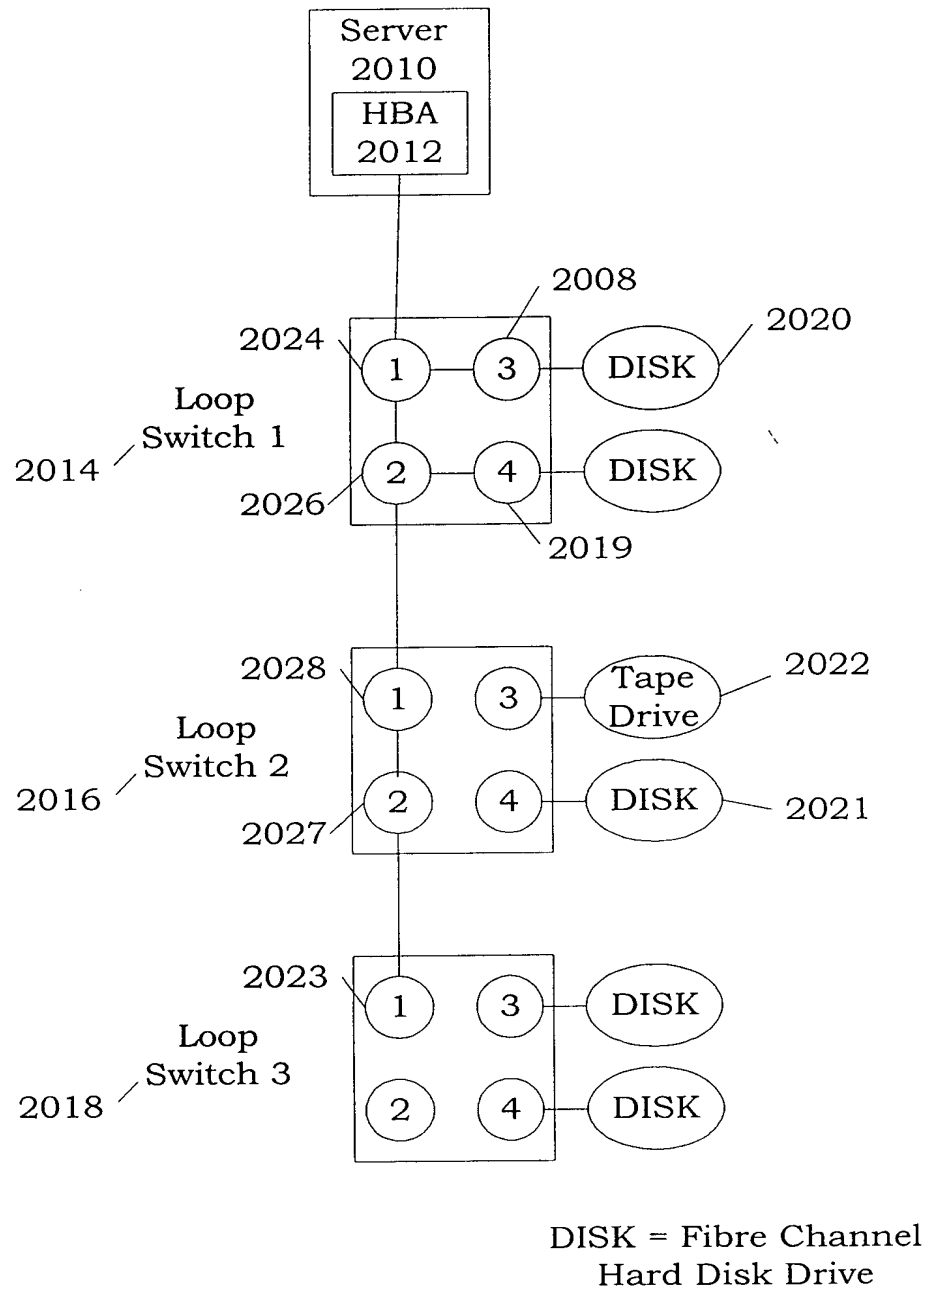 Server
2010
HBA
2012
2008
2020
2024
1
3
DISK
Loop
Switch 1
2014
2
4
DISK
2026
2019
2028
1
3
Tape
Drive
2022
Loop
Switch 2
2016
2
4
DISK
2021
2027
2023
1
3
DISK
Loop
Switch 3
2018
2
4
DISK
DISK = Fibre Channel
Hard Disk Drive